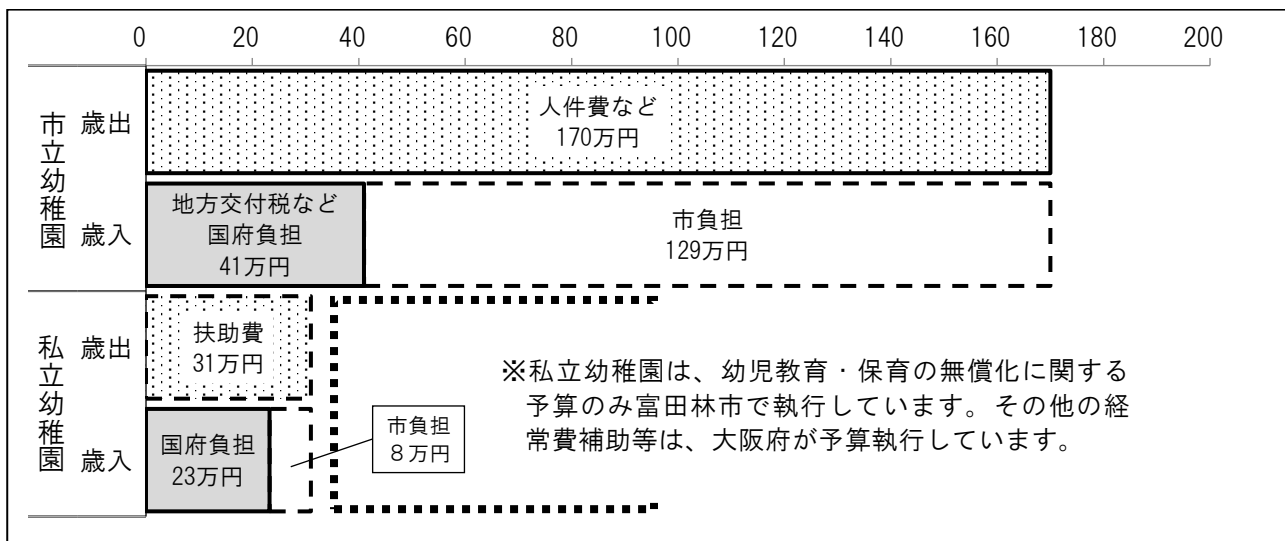 0 20 40 60 80 100 120 140 160 180 200
市立幼稚園
歳出
人件費など
170万円
歳入
地方交付税など
国府負担
41万円
市負担
129万円
私立幼稚園
歳出
扶助費
31万円
歳入
国府負担
23万円
市負担
８万円
※私立幼稚園は、幼児教育・保育の無償化に関する
予算のみ富田林市で執行しています。その他の経
常費補助等は、大阪府が予算執行しています。